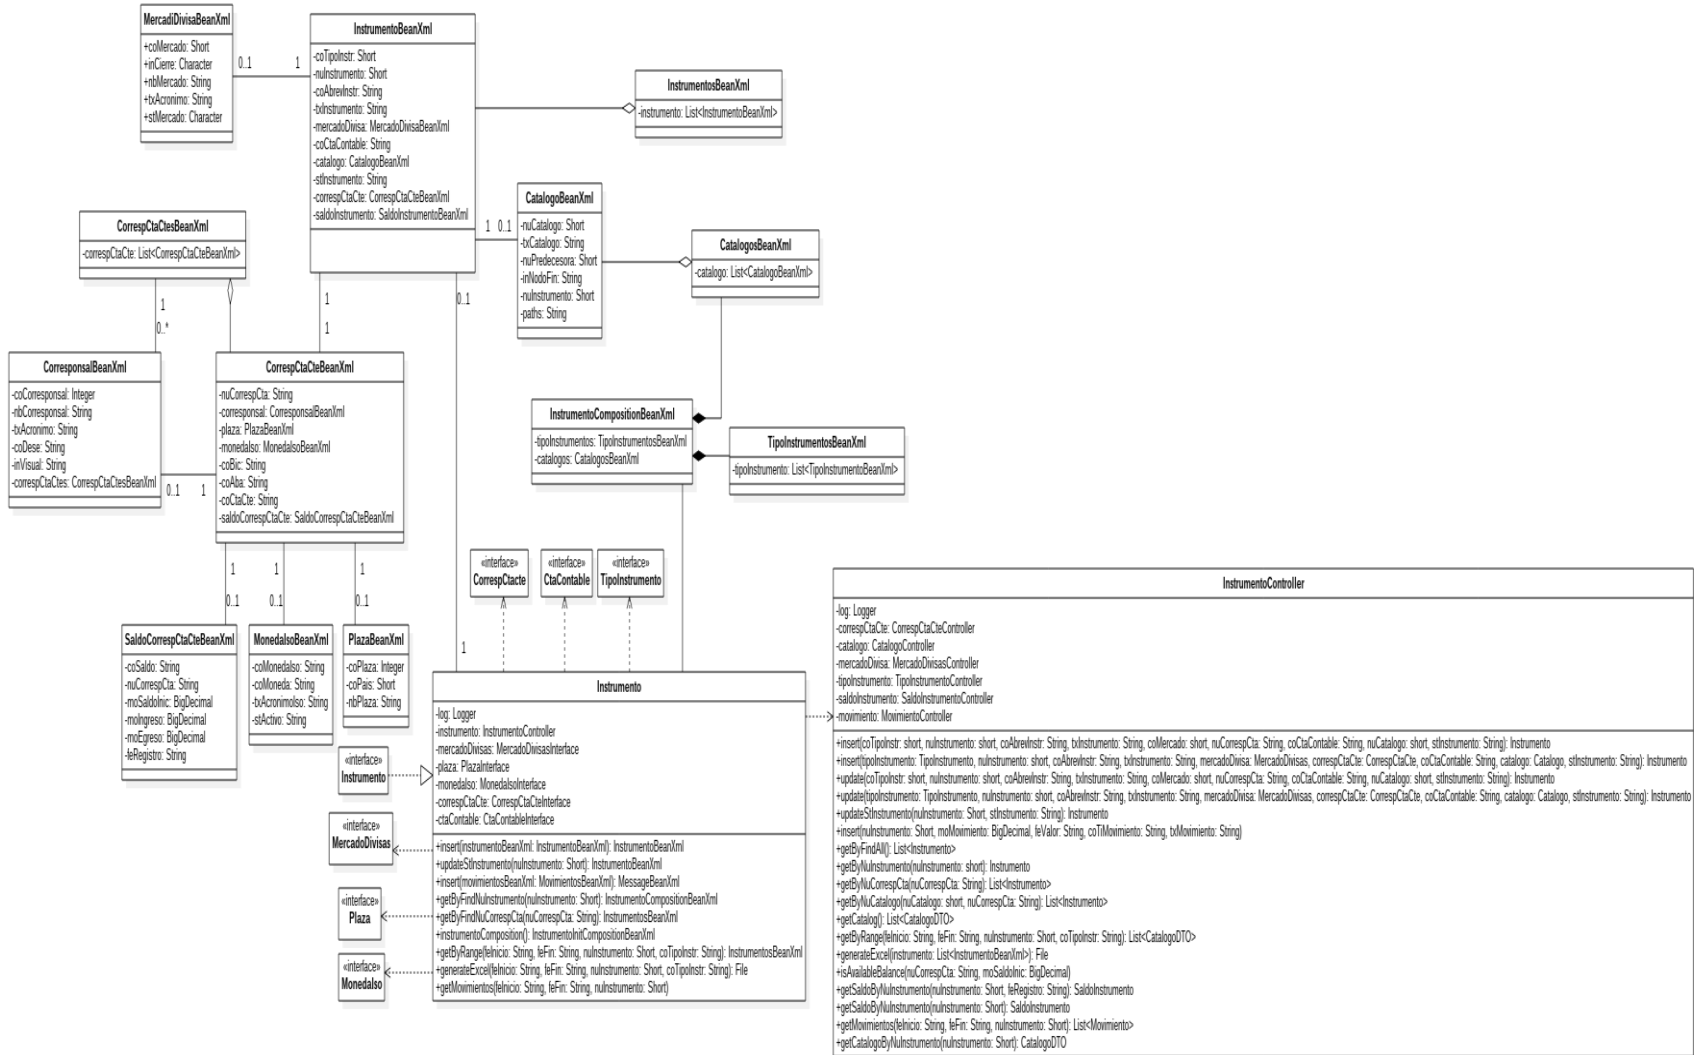 MercadiDivisaBeanXml
+coMercado: Short
+inCierre: Character
+nbMercado: String
+txAcronimo: String
+stMercado: Character
0..1
1
InstrumentoBeanXml
-coTipoInstr: Short
-nuInstrumento: Short
-coAbrevInstr: String
-txInstrumento: String
-mercadoDivisa: MercadoDivisaBeanXml
-coCtaContable: String
-catalogo: CatalogoBeanXml
-stInstrumento: String
-correspCtaCte: CorrespCtaCteBeanXml
-saldoInstrumento: SaldoInstrumentoBeanXml
InstrumentosBeanXml
-instrumento: List<InstrumentoBeanXml>
1 0..1
CatalogoBeanXml
-nuCatalogo: Short
-txCatalogo: String
-nuPredecesora: Short
-inNodoFin: String
-nuInstrumento: Short
-paths: String
CatalogosBeanXml
-catalogo: List<CatalogoBeanXml>
CorrespCtaCtesBeanXml
-correspCtaCte: List<CorrespCtaCteBeanXml>
1
0..*
1
1
0..1
CorresponsalBeanXml
-coCorresponsal: Integer
-nbCorresponsal: String
-txAcronimo: String
-coDese: String
-inVisual: String
-correspCtaCtes: CorrespCtaCtesBeanXml
0..1
1
CorrespCtaCteBeanXml
-nuCorrespCta: String
-corresponsal: CorresponsalBeanXml
-plaza: PlazaBeanXml
-monedaIso: MonedaIsoBeanXml
-coBic: String
-coAba: String
-coCtaCte: String
-saldoCorrespCtaCte: SaldoCorrespCtaCteBeanXml
InstrumentoCompositionBeanXml
-tipoInstrumentos: TipoInstrumentosBeanXml
-catalogos: CatalogosBeanXml
TipoInstrumentosBeanXml
-tipoInstrumento: List<TipoInstrumentoBeanXml>
1
0..1
1
0..1
1
0..1
SaldoCorrespCtaCteBeanXml
-coSaldo: String
-nuCorrespCta: String
-moSaldoInic: BigDecimal
-moIngreso: BigDecimal
-moEgreso: BigDecimal
-feRegistro: String
MonedaIsoBeanXml
-coMonedaIso: String
-coMoneda: String
-txAcronimoIso: String
-stActivo: String
PlazaBeanXml
-coPlaza: Integer
-coPais: Short
-nbPlaza: String
«interface»
CorrespCtacte
«interface»
CtaContable
«interface»
TipoInstrumento
1
«interface»
Instrumento
«interface»
MercadoDivisas
«interface»
Plaza
«interface»
MonedaIso
Instrumento
-log: Logger
-instrumento: InstrumentoController
-mercadoDivisas: MercadoDivisasInterface
-plaza: PlazaInterface
-monedaIso: MonedaIsoInterface
-correspCtaCte: CorrespCtaCteInterface
-ctaContable: CtaContableInterface
+insert(instrumentoBeanXml: InstrumentoBeanXml): InstrumentoBeanXml
+updateStInstrumento(nuInstrumento: Short): InstrumentoBeanXml
+insert(movimientosBeanXml: MovimientosBeanXml): MessageBeanXml
+getByFindNuInstrumento(nuInstrumento: Short): InstrumentoCompositionBeanXml
+getByFindNuCorrespCta(nuCorrespCta: String): InstrumentosBeanXml
+instrumentoComposition(): InstrumentoInitCompositionBeanXml
+getByRange(feInicio: String, feFin: String, nuInstrumento: Short, coTipoInstr: String): InstrumentosBeanXml
+generateExcel(feInicio: String, feFin: String, nuInstrumento: Short, coTipoInstr: String): File
+getMovimientos(feInicio: String, feFin: String, nuInstrumento: Short)
InstrumentoController
-log: Logger
-correspCtaCte: CorrespCtaCteController
-catalogo: CatalogoController
-mercadoDivisa: MercadoDivisasController
-tipoInstrumento: TipoInstrumentoController
-saldoInstrumento: SaldoInstrumentoController
-movimiento: MovimientoController
+insert(coTipoInstr: short, nuInstrumento: short, coAbrevInstr: String, txInstrumento: String, coMercado: short, nuCorrespCta: String, coCtaContable: String, nuCatalogo: short, stInstrumento: String): Instrumento
+insert(tipoInstrumento: TipoInstrumento, nuInstrumento: short, coAbrevInstr: String, txInstrumento: String, mercadoDivisa: MercadoDivisas, correspCtaCte: CorrespCtaCte, coCtaContable: String, catalogo: Catalogo, stInstrumento: String): Instrumento
+update(coTipoInstr: short, nuInstrumento: short, coAbrevInstr: String, txInstrumento: String, coMercado: short, nuCorrespCta: String, coCtaContable: String, nuCatalogo: short, stInstrumento: String): Instrumento
+update(tipoInstrumento: TipoInstrumento, nuInstrumento: short, coAbrevInstr: String, txInstrumento: String, mercadoDivisa: MercadoDivisas, correspCtaCte: CorrespCtaCte, coCtaContable: String, catalogo: Catalogo, stInstrumento: String): Instrumento
+updateStInstrumento(nuInstrumento: Short, stInstrumento: String): Instrumento
+insert(nuInstrumento: Short, moMovimiento: BigDecimal, feValor: String, coTiMovimiento: String, txMovimiento: String)
+getByFindAll(): List<Instrumento>
+getByNuInstrumento(nuInstrumento: short): Instrumento
+getByNuCorrespCta(nuCorrespCta: String): List<Instrumento>
+getByNuCatalogo(nuCatalogo: short, nuCorrespCta: String): List<Instrumento>
+getCatalog(): List<CatalogoDTO>
+getByRange(feInicio: String, feFin: String, nuInstrumento: Short, coTipoInstr: String): List<CatalogoDTO>
+generateExcel(instrumento: List<InstrumentoBeanXml>): File
+isAvailableBalance(nuCorrespCta: String, moSaldoInic: BigDecimal)
+getSaldoByNuInstrumento(nuInstrumento: Short, feRegistro: String): SaldoInstrumento
+getSaldoByNuInstrumento(nuInstrumento: Short): SaldoInstrumento
+getMovimientos(feInicio: String, feFin: String, nuInstrumento: Short): List<Movimiento>
+getCatalogoByNuInstrumento(nuInstrumento: Short): CatalogoDTO